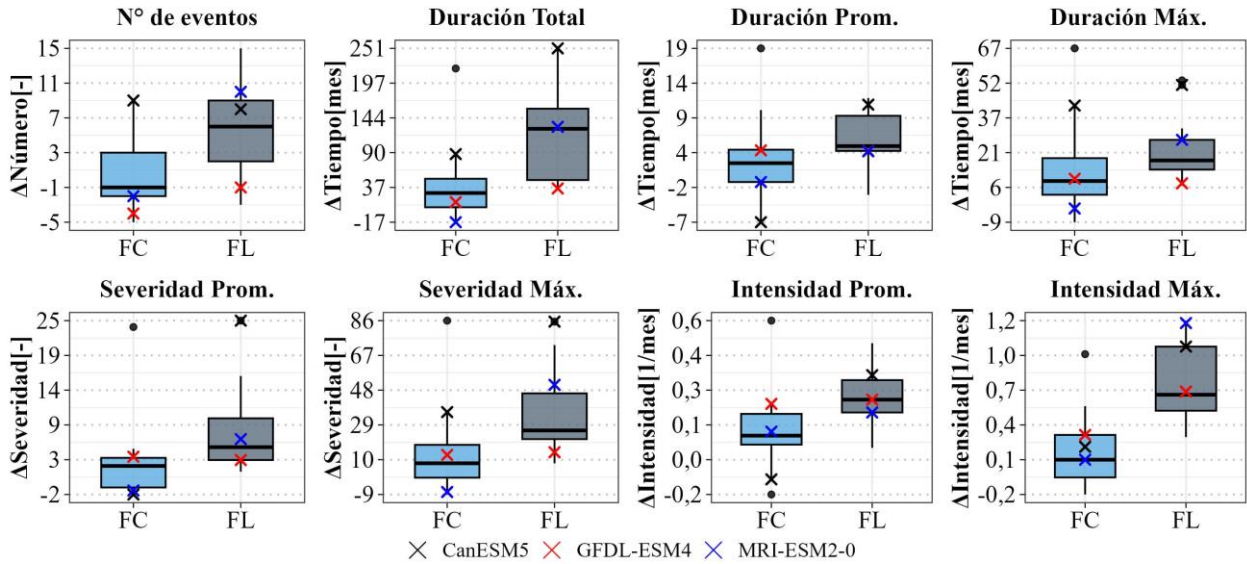 N° de eventos
ΔNúmero[-]
15
11
7
3
-1
-5
FC FL
Duración Total
ΔTiempo[mes]
251
197
144
90
37
-17
FC FL
Duración Prom.
ΔTiempo[mes]
19
14
9
4
-2
-7
FC FL
Duración Máx.
ΔTiempo[mes]
67
52
37
21
6
-9
FC FL
Severidad Prom.
ΔSeveridad[-]
25
20
14
9
3
-2
FC FL
Severidad Máx.
ΔSeveridad[-]
86
67
48
29
10
-9
FC FL
Intensidad Prom.
ΔIntensidad[1/mes]
0,6
0,4
0,3
0,1
0,0
-0,2
FC FL
Intensidad Máx.
ΔIntensidad[1/mes]
1,2
1,0
0,7
0,4
0,1
-0,2
FC FL
CanESM5 GFDL-ESM4 MRI-ESM2-0